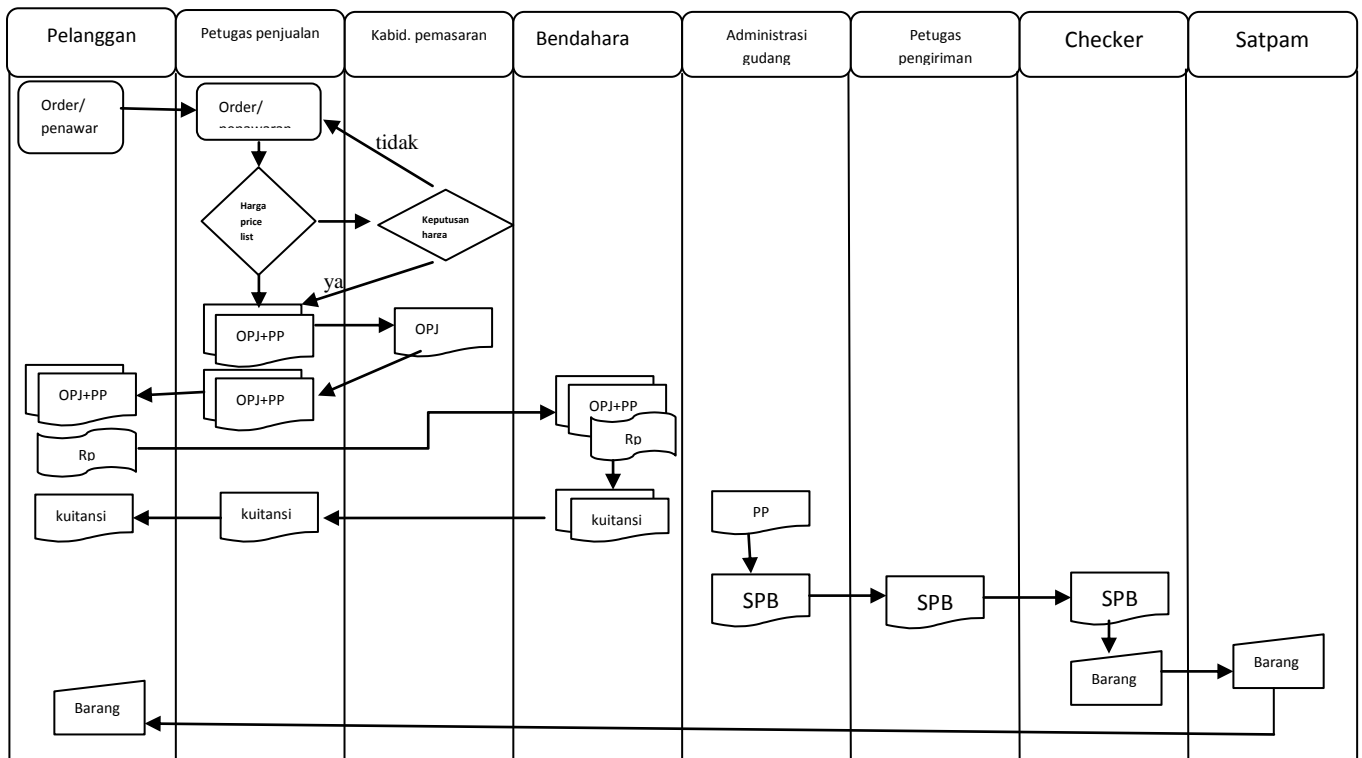 Pelanggan
Petugas penjualan
Kabid. pemasaran
Bendahara
Administrasi
gudang
Petugas
pengiriman
Checker
Satpam
Order/
penawar
Order/
penawaran
tidak
Harga
price
list
Keputusan
harga
ya
OPJ+PP
OPJ
OPJ+PP
OPJ+PP
OPJ+PP
Rp
Rp
kuitansi
kuitansi
kuitansi
PP
SPB
SPB
SPB
Barang
Barang
Barang